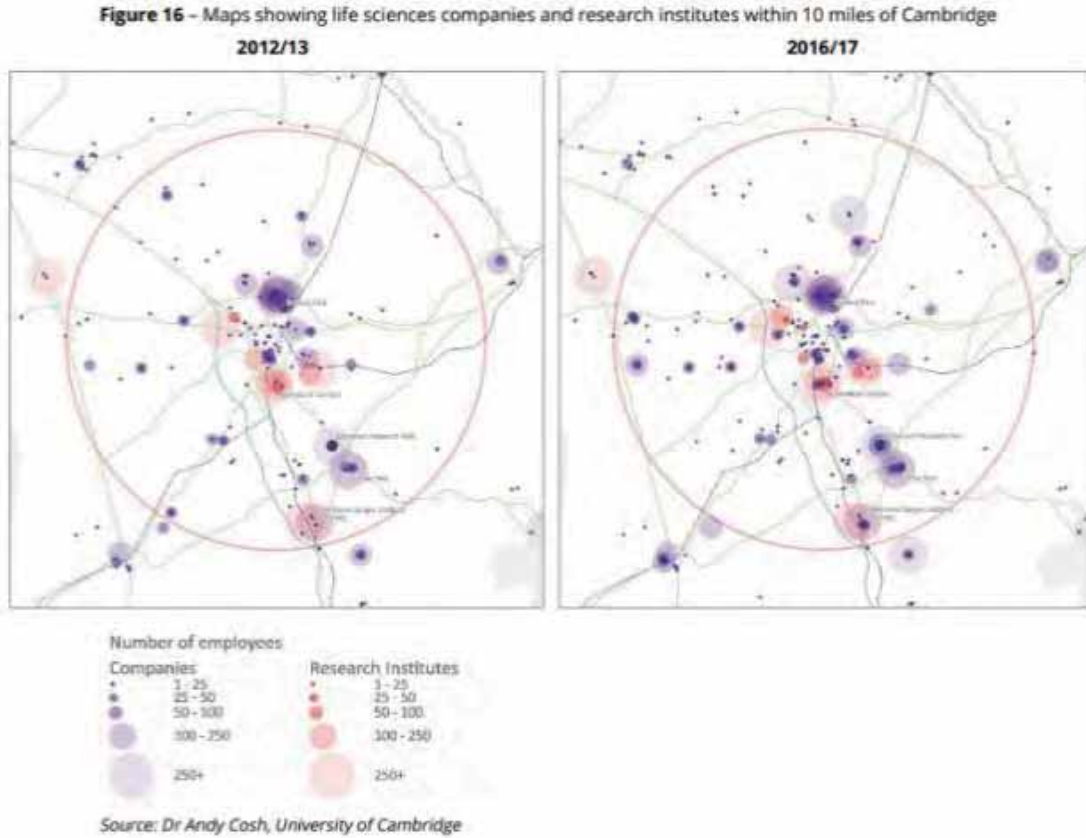 Figure 16 – Maps showing life sciences companies and research institutes within 10 miles of Cambridge
2012/13
2016/17
Number of employees
Companies
Research Institutes
1 - 25
1 - 25
25 - 50
25 - 50
50 - 100
50 - 100
100 - 250
100 - 250
250+
250+
Source: Dr Andy Cosh, University of Cambridge